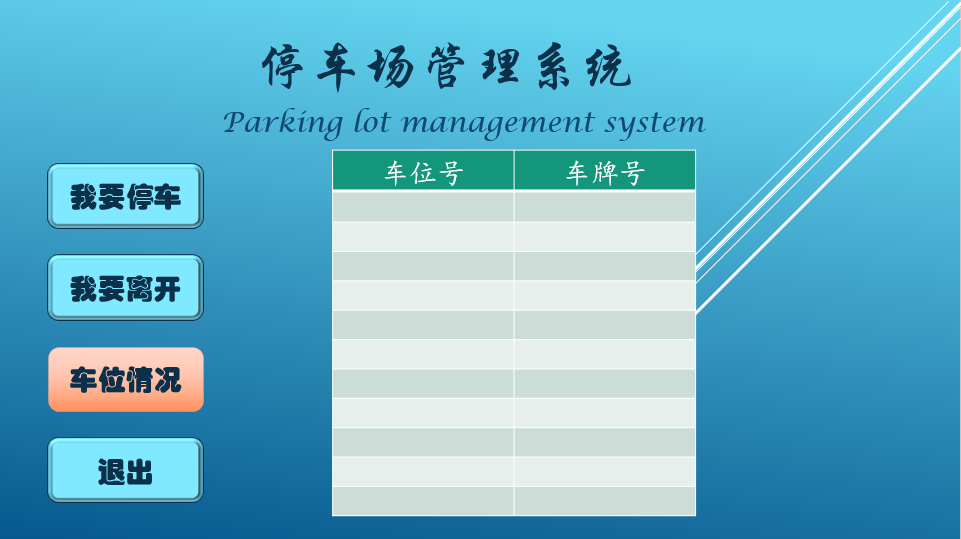 停车场管理系统
Parking lot management system
车位号 车牌号
我要停车
我要离开
车位情况
退出